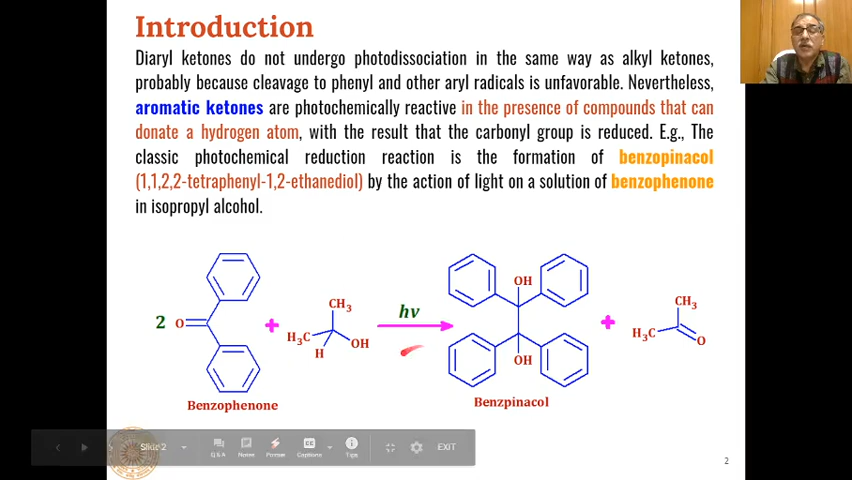 Introduction
Diaryl ketones do not undergo photodissociation in the same way as alkyl ketones,
probably because cleavage to phenyl and other aryl radicals is unfavorable. Nevertheless,
aromatic ketones are photochemically reactive in the presence of compounds that can
donate a hydrogen atom, with the result that the carbonyl group is reduced. E.g., The
classic photochemical reduction reaction is the formation of benzopinacol
(1,1,2,2-tetraphenyl-1,2-ethanediol) by the action of light on a solution of benzophenone
in isopropyl alcohol.
2 O + CH3 H3C H OH hν OH OH + CH3 H3C O
Benzophenone
Benzpinacol
Slide 2
Q&A Notes Pointer Captions Tips EXIT
2